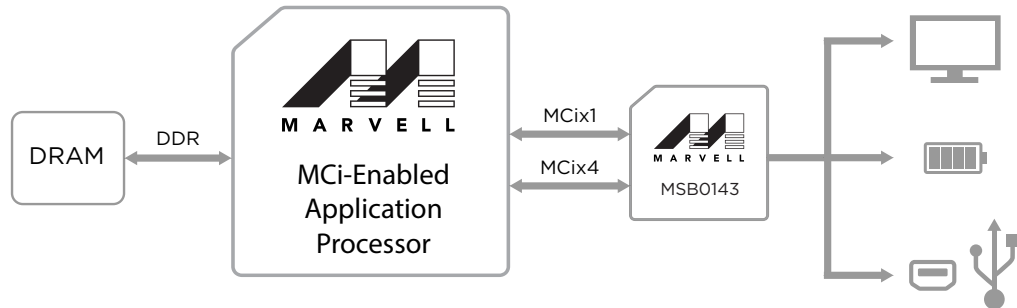 DRAM
DDR
MARVELL
MCi-Enabled
Application
Processor
MCix1
MCix4
MARVELL
MSB0143